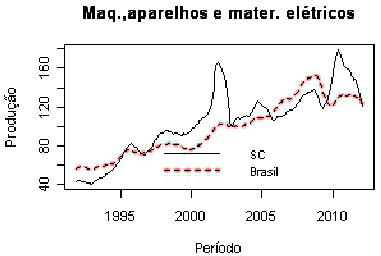 Maq.,aparelhos e mater. elétricos
Produção
160
120
80
40
SC
Brasil
1995 2000 2005 2010
Período